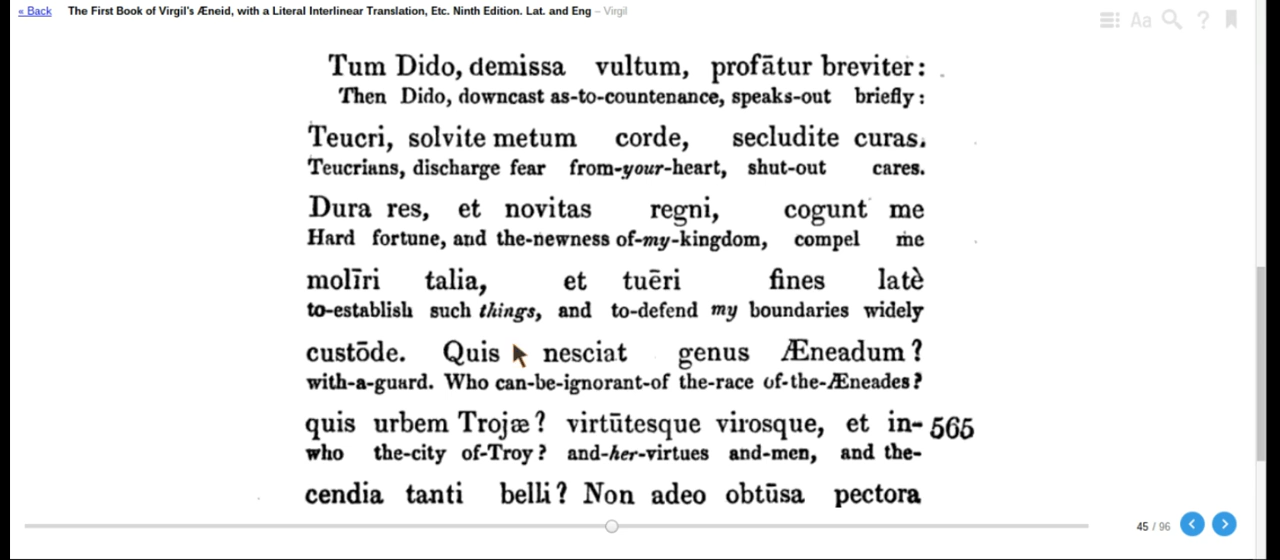 « Back The First Book of Virgil's Æneid, with a Literal Interlinear Translation, Etc. Ninth Edition. Lat. and Eng – Virgil
Aa ?
Tum Dido, demissa vultum, profātur breviter:
Then Dido, downcast as-to-countenance, speaks-out briefly:
Teucri, solvite metum corde, secludite curas.
Teucrians, discharge fear from-your-heart, shut-out cares.
Dura res, et novitas regni, cogunt me
Hard fortune, and the-newness of-my-kingdom, compel me
molīri talia, et tuēri fines latè
to-establish such things, and to-defend my boundaries widely
custōde. Quis nesciat genus Æneadum?
with-a-guard. Who can-be-ignorant-of the-race of-the-Æneades?
quis urbem Trojæ? virtūtesque virosque, et in- 565
who the-city of-Troy? and-her-virtues and-men, and the-
cendia tanti belli? Non adeo obtūsa pectora
45 / 96